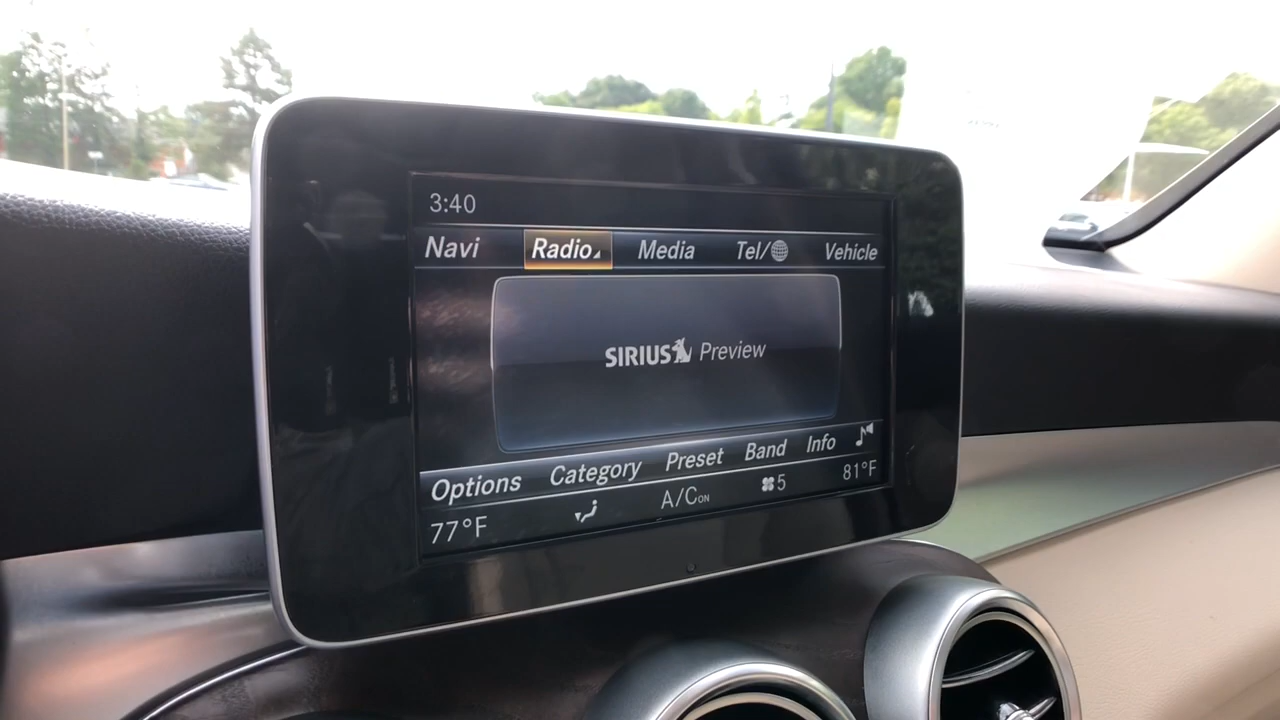 3:40
Navi Radio Media Tel/ Vehicle
SIRIUS Preview
Options Category Preset Band Info
77°F A/C ON 5 81°F